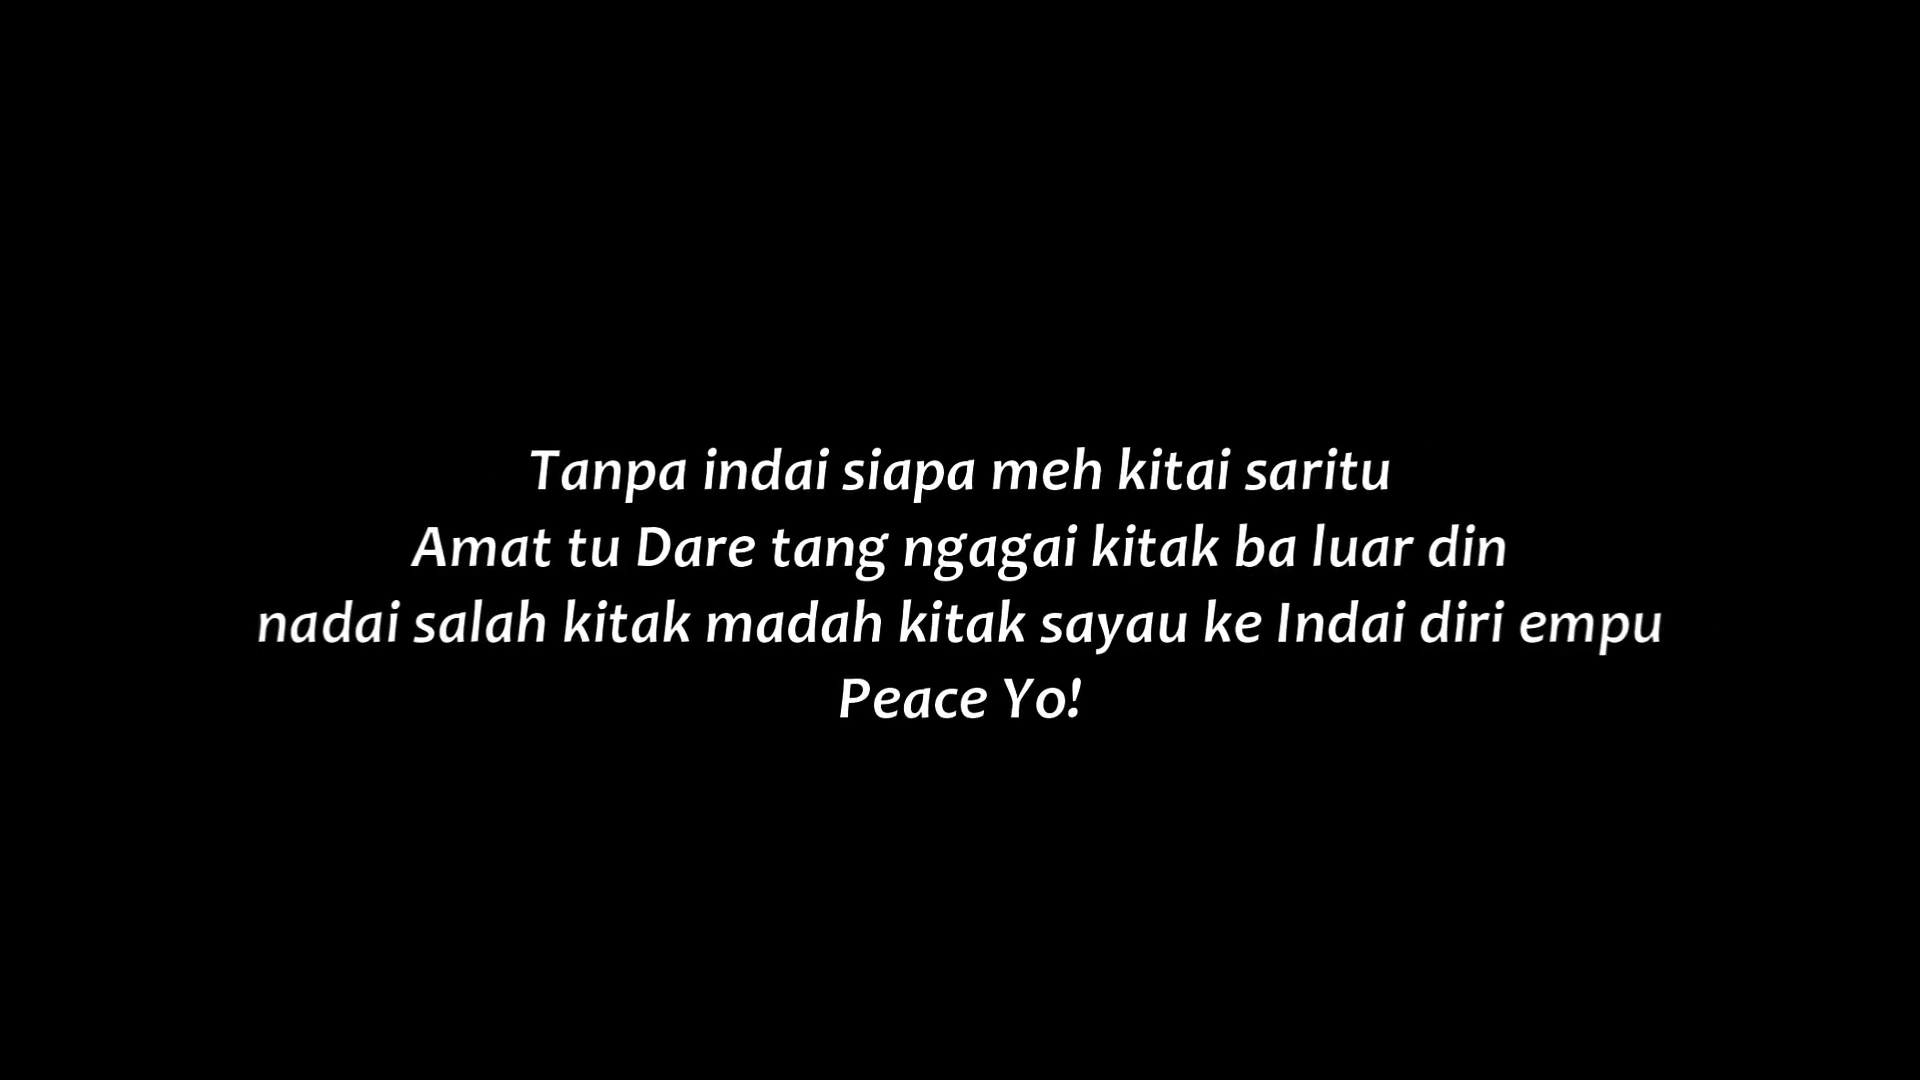 Tanpa indai siapa meh kitai saritu
Amat tu Dare tang ngagai kitak ba luar din
nadai salah kitak madah kitak sayau ke Indai diri empu
Peace Yo!